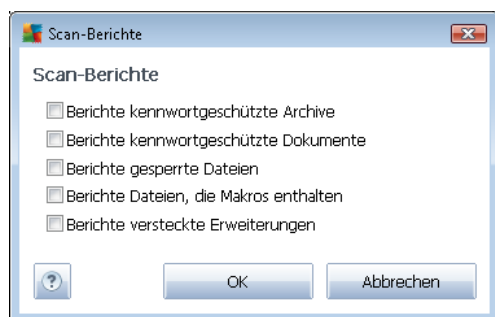 Scan-Berichte
Scan-Berichte
Berichte kennwortgeschützte Archive
Berichte kennwortgeschützte Dokumente
Berichte gesperrte Dateien
Berichte Dateien, die Makros enthalten
Berichte versteckte Erweiterungen
? OK Abbrechen